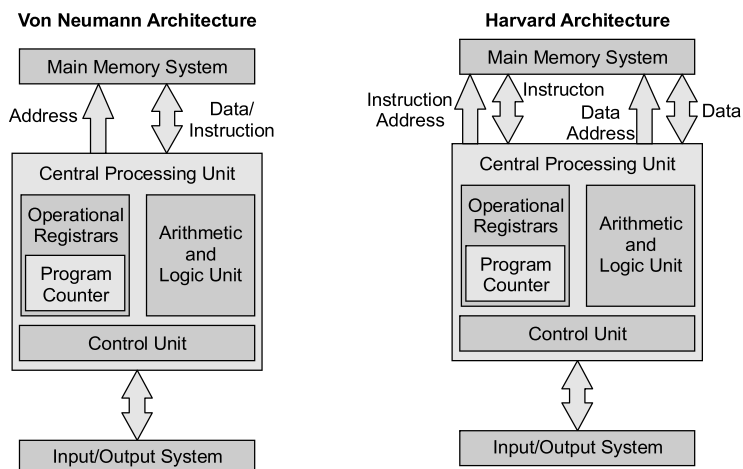 Von Neumann Architecture
Main Memory System
Address
Data/
Instruction
Central Processing Unit
Operational
Registrars
Program
Counter
Arithmetic
and
Logic Unit
Control Unit
Input/Output System
Harvard Architecture
Main Memory System
Instruction
Address
Instructon
Data
Address
Data
Central Processing Unit
Operational
Registrars
Program
Counter
Arithmetic
and
Logic Unit
Control Unit
Input/Output System